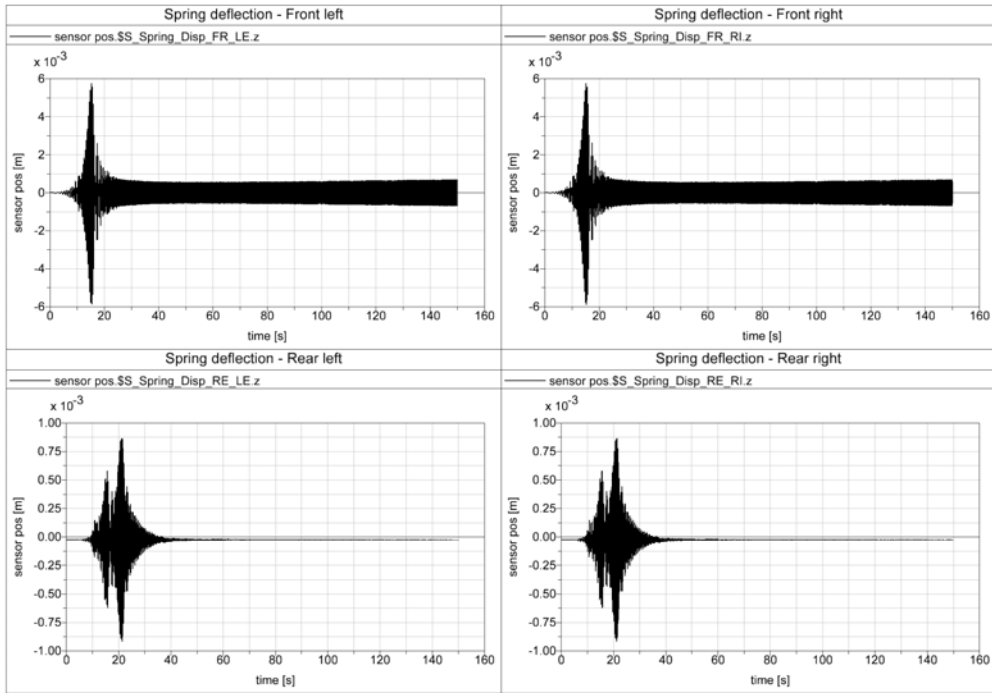 Spring deflection - Front left
sensor pos.$S_Spring_Disp_FR_LE.z
x 10-3
6
4
2
0
-2
-4
-6
sensor pos [m]
0 20 40 60 80 100 120 140 160
time [s]
Spring deflection - Front right
sensor pos.$S_Spring_Disp_FR_RI.z
x 10-3
6
4
2
0
-2
-4
-6
sensor pos [m]
0 20 40 60 80 100 120 140 160
time [s]
Spring deflection - Rear left
sensor pos.$S_Spring_Disp_RE_LE.z
x 10-3
1.00
0.75
0.50
0.25
0.00
-0.25
-0.50
-0.75
-1.00
sensor pos [m]
0 20 40 60 80 100 120 140 160
time [s]
Spring deflection - Rear right
sensor pos.$S_Spring_Disp_RE_RI.z
x 10-3
1.00
0.75
0.50
0.25
0.00
-0.25
-0.50
-0.75
-1.00
sensor pos [m]
0 20 40 60 80 100 120 140 160
time [s]